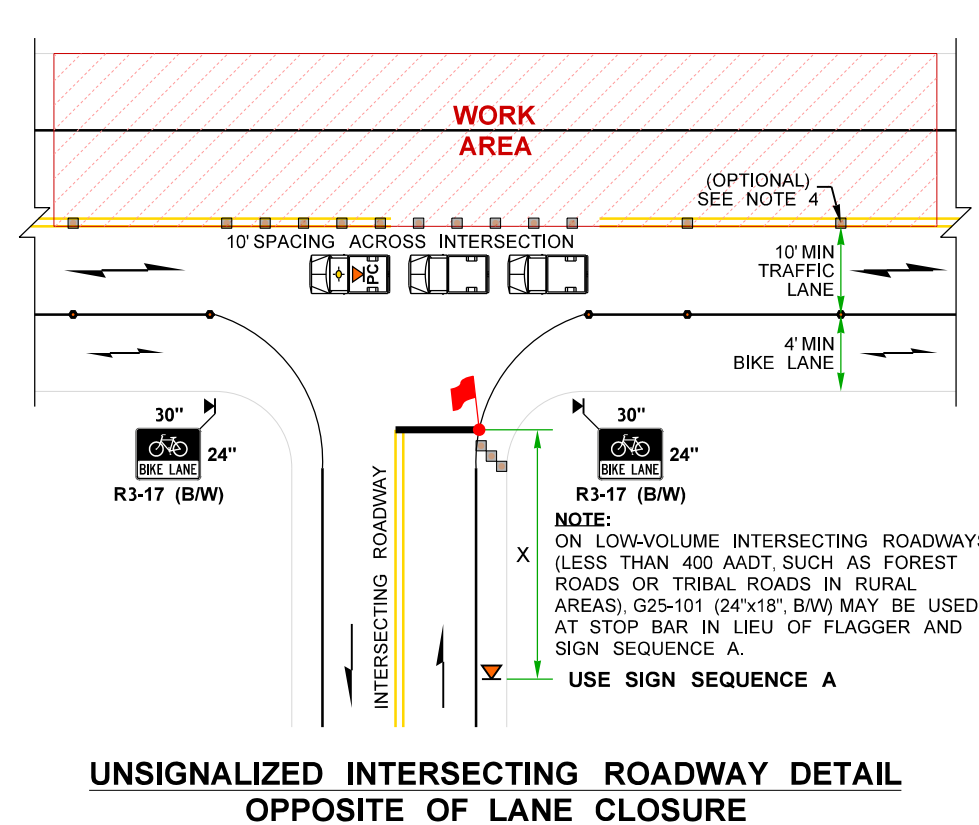 WORK
AREA
(OPTIONAL)
SEE NOTE 4
10' SPACING ACROSS INTERSECTION
PC
10' MIN
TRAFFIC
LANE
4' MIN
BIKE LANE
30"
24"
BIKE LANE
R3-17 (B/W)
30"
24"
BIKE LANE
R3-17 (B/W)
INTERSECTING ROADWAY
X
NOTE:
ON LOW-VOLUME INTERSECTING ROADWAYS
(LESS THAN 400 AADT, SUCH AS FOREST
ROADS OR TRIBAL ROADS IN RURAL
AREAS), G25-101 (24"x18", B/W) MAY BE USED
AT STOP BAR IN LIEU OF FLAGGER AND
SIGN SEQUENCE A.
USE SIGN SEQUENCE A
UNSIGNALIZED INTERSECTING ROADWAY DETAIL
OPPOSITE OF LANE CLOSURE